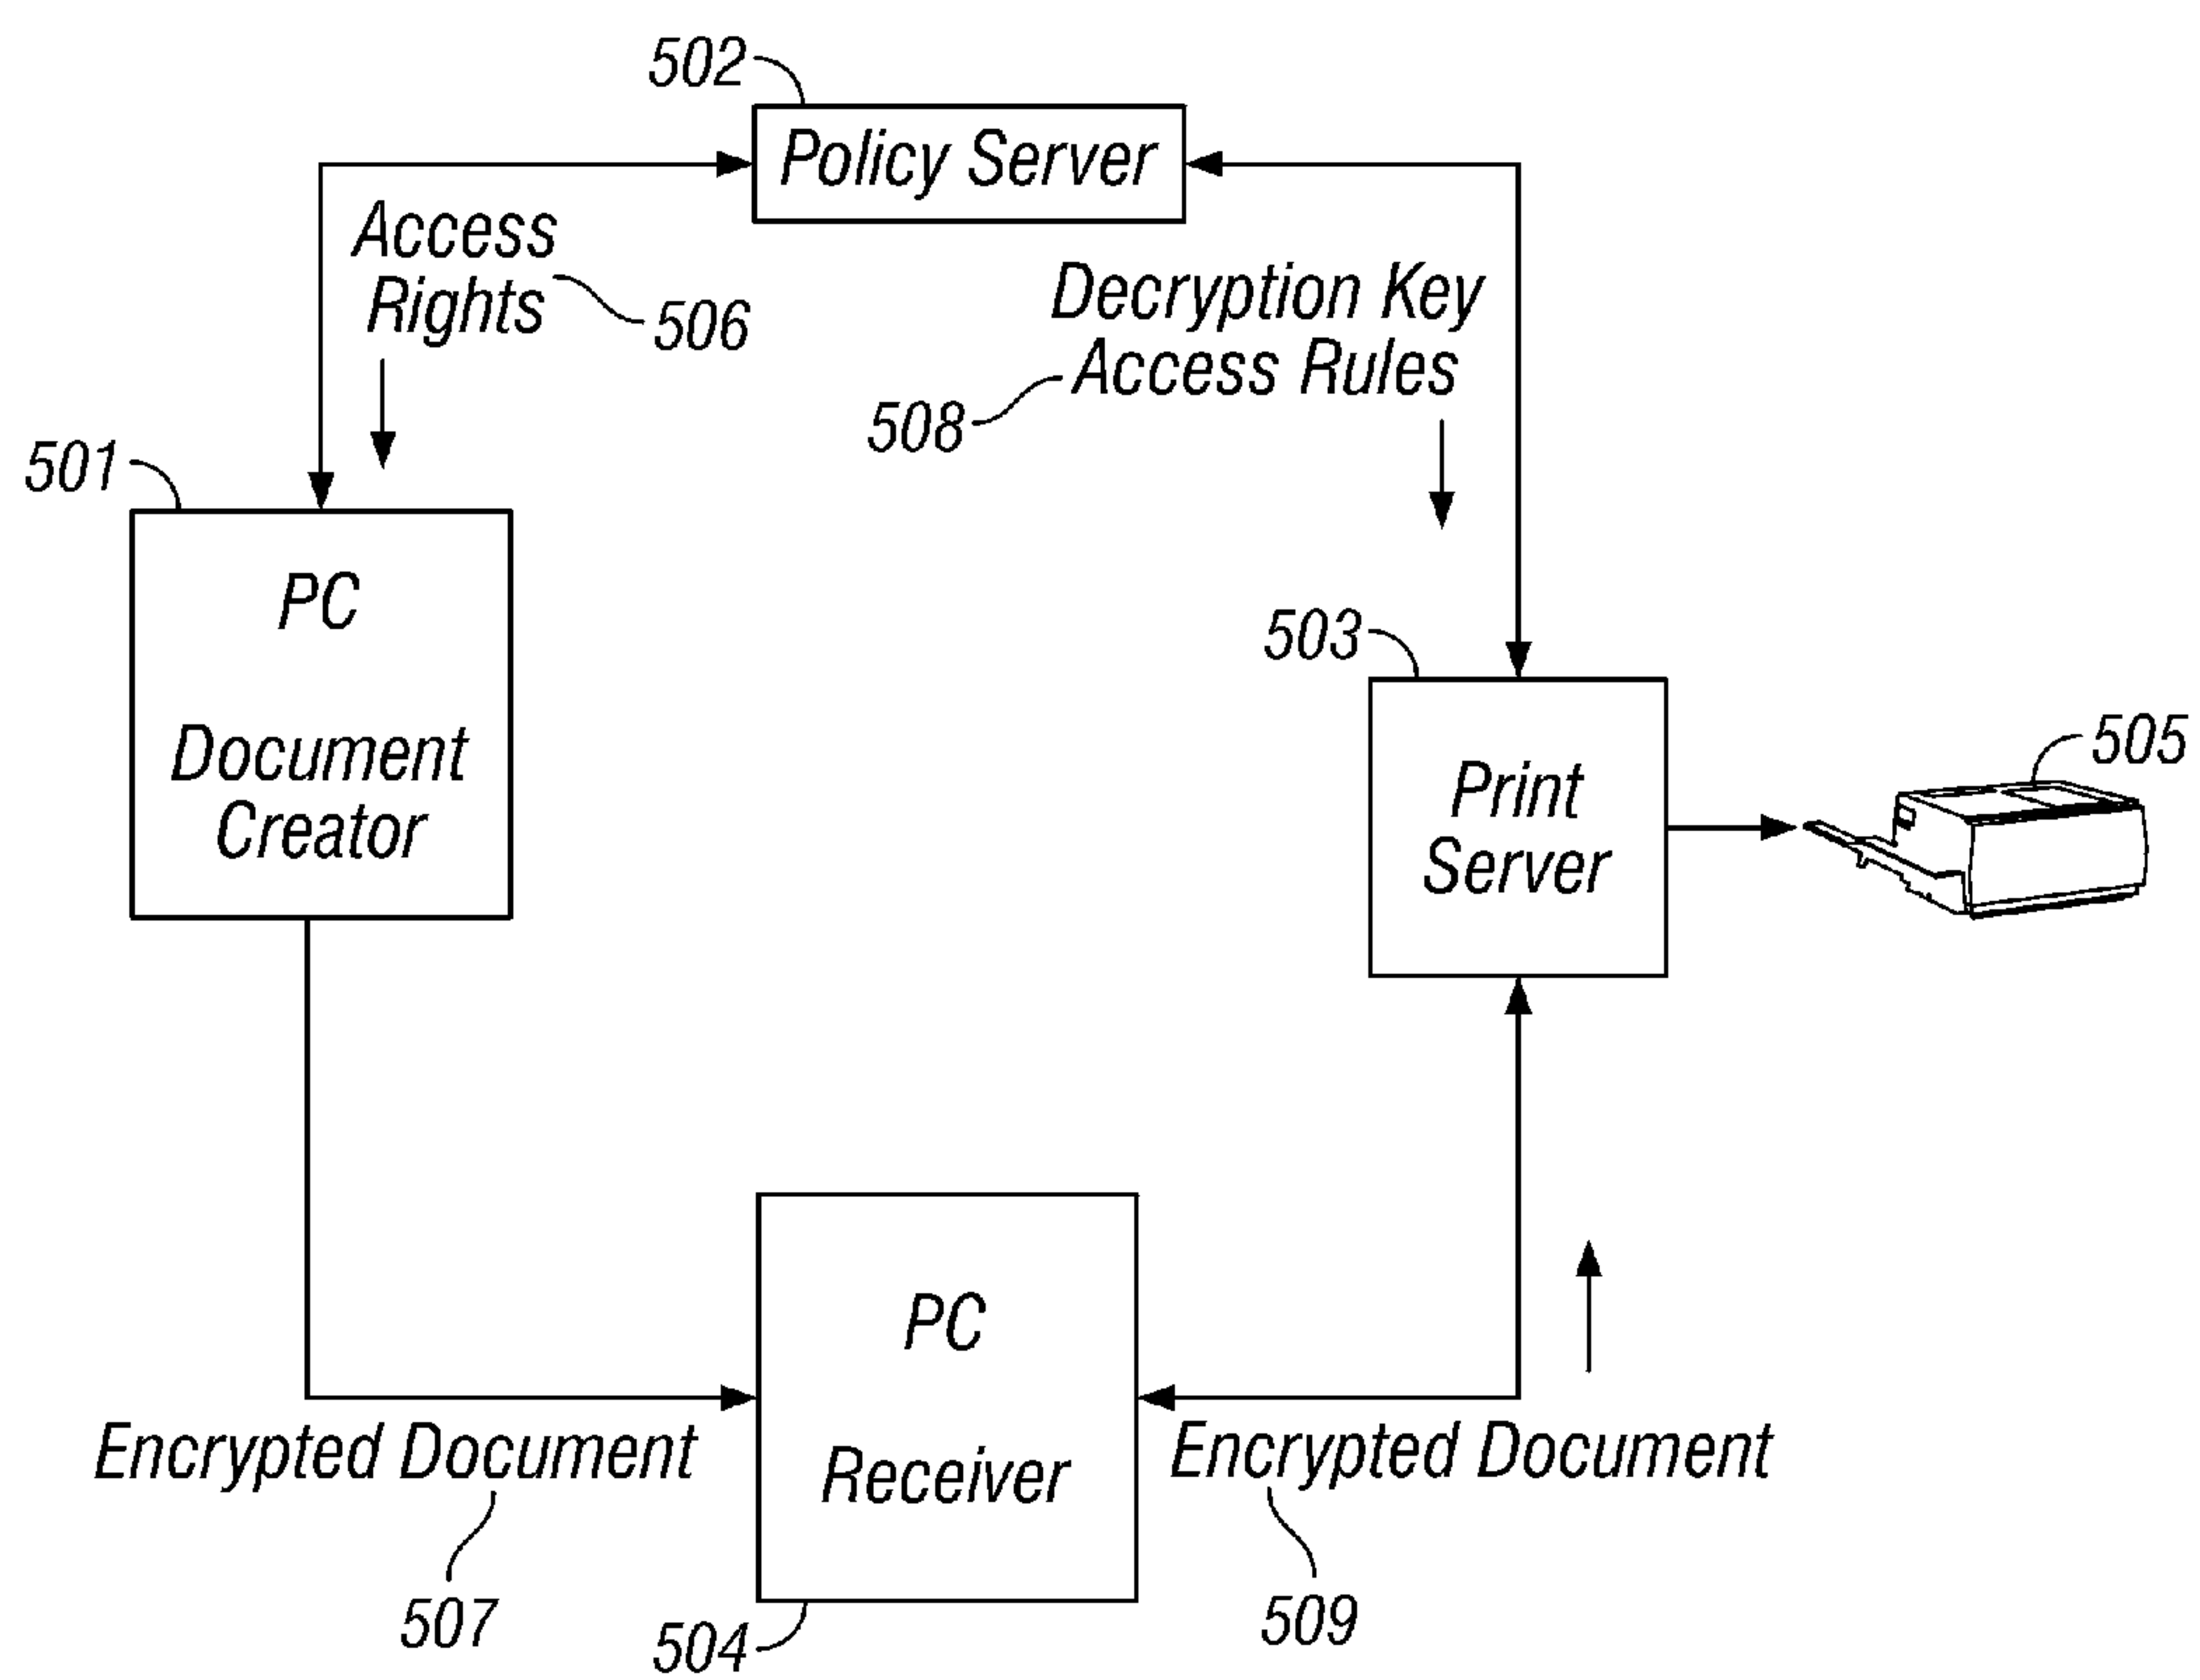 502
Policy Server
Access
Rights
506
Decryption Key
Access Rules
508
501
PC
Document
Creator
503
Print
Server
505
PC
Receiver
Encrypted Document
507
504
Encrypted Document
509